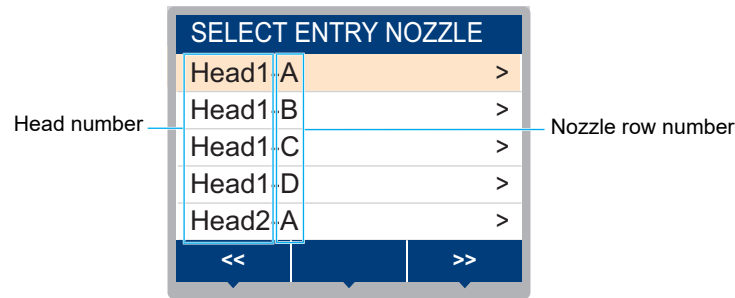 SELECT ENTRY NOZZLE
Head1-A >
Head1-B >
Head number
Nozzle row number
Head1-C >
Head1-D >
Head2-A >
<< >>